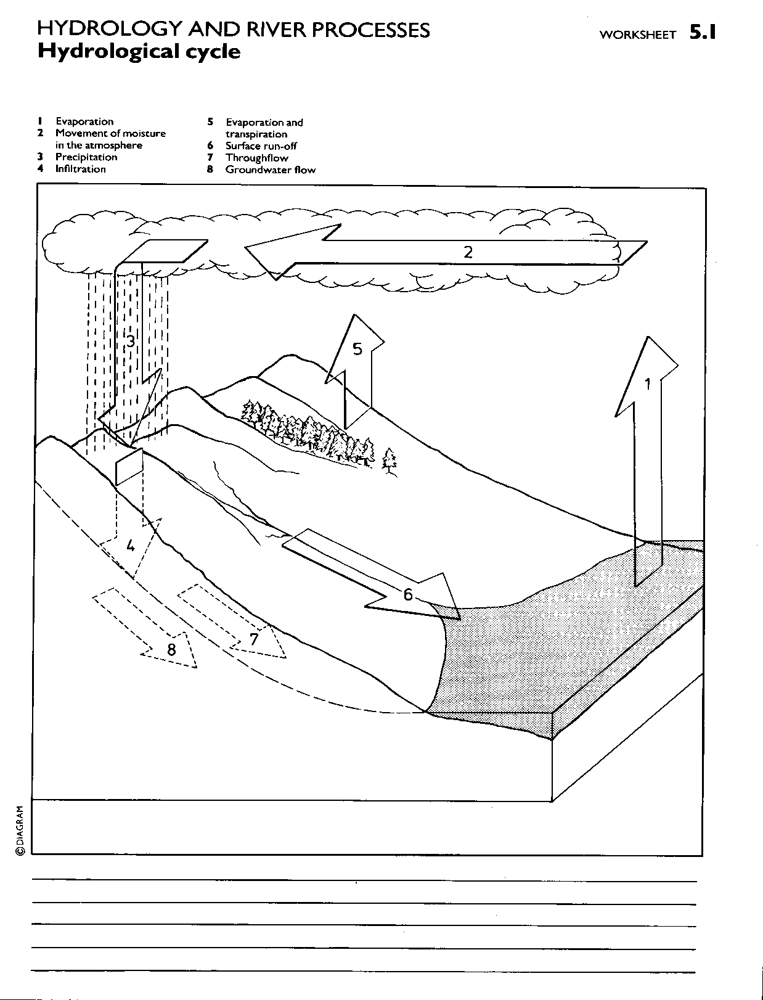 HYDROLOGY AND RIVER PROCESSES
WORKSHEET 5.1
Hydrological cycle
1 Evaporation
2 Movement of moisture
in the atmosphere
3 Precipitation
4 Infiltration
5 Evaporation and
transpiration
6 Surface run-off
7 Throughflow
8 Groundwater flow
2
3
5
1
4
6
7
8
© DIAGRAM